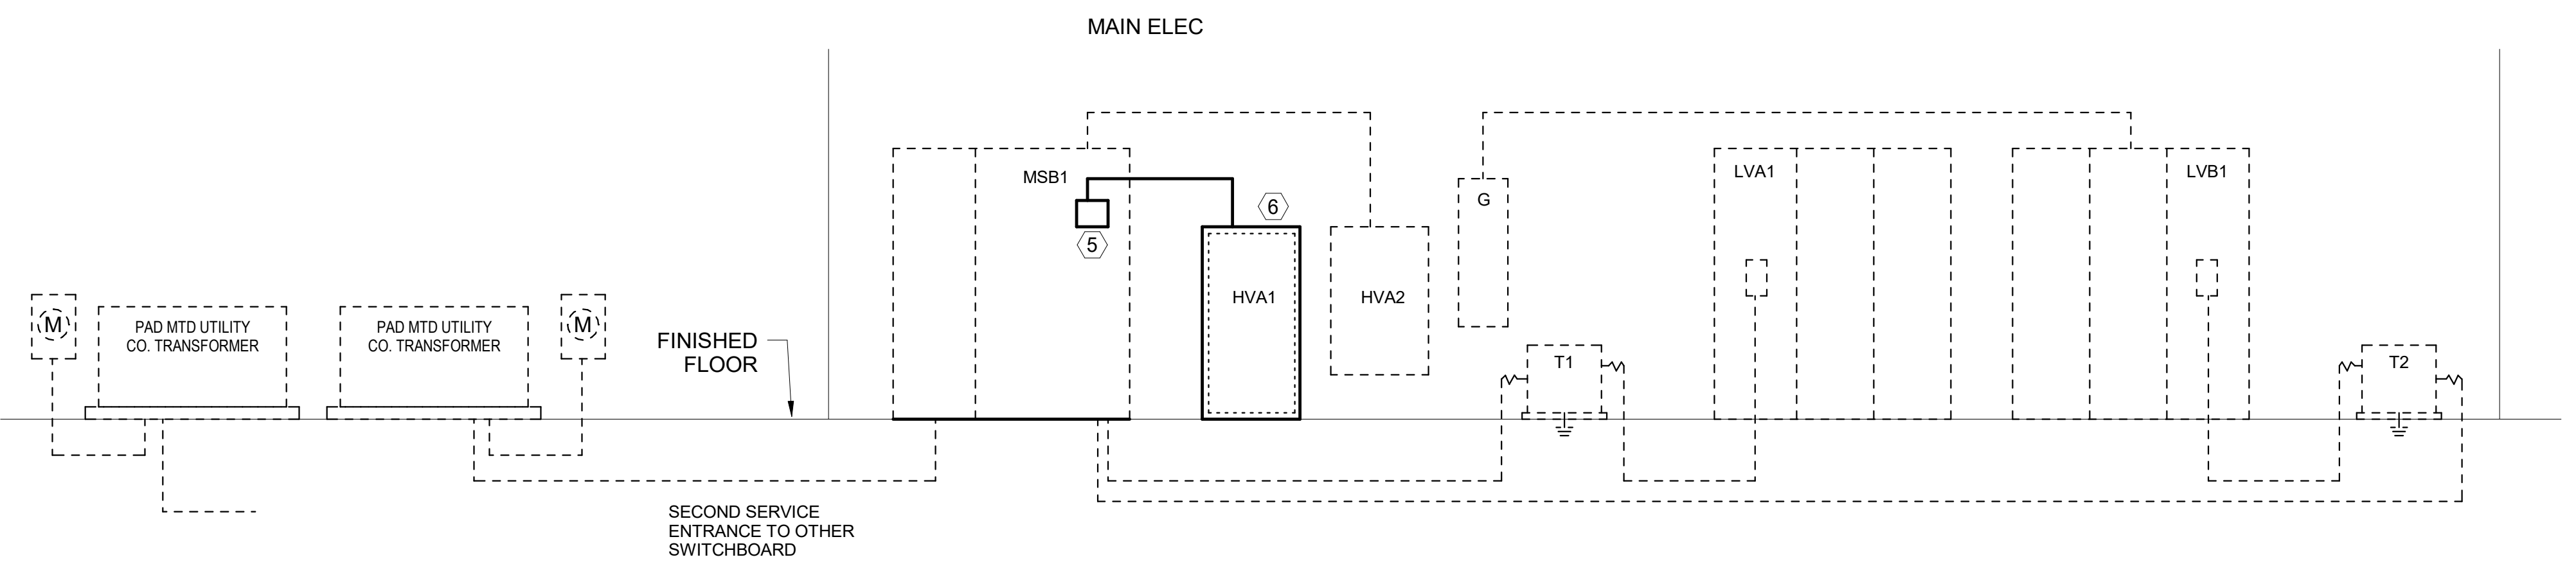 MAIN ELEC
MSB1
5
6
HVA1
HVA2
G
LVA1
LVB1
M
PAD MTD UTILITY
CO. TRANSFORMER
PAD MTD UTILITY
CO. TRANSFORMER
M
FINISHED
FLOOR
T1
T2
SECOND SERVICE
ENTRANCE TO OTHER
SWITCHBOARD